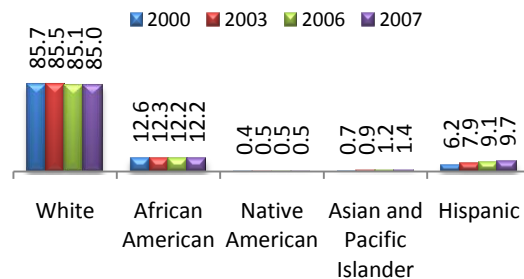 2000 2003 2006 2007
85.7 85.5 85.1 85.0
12.6 12.3 12.2 12.2
0.4 0.5 0.5 0.5
0.7 0.9 1.2 1.4
6.2 7.9 9.1 9.7
White
African
American
Native
American
Asian and
Pacific
Islander
Hispanic